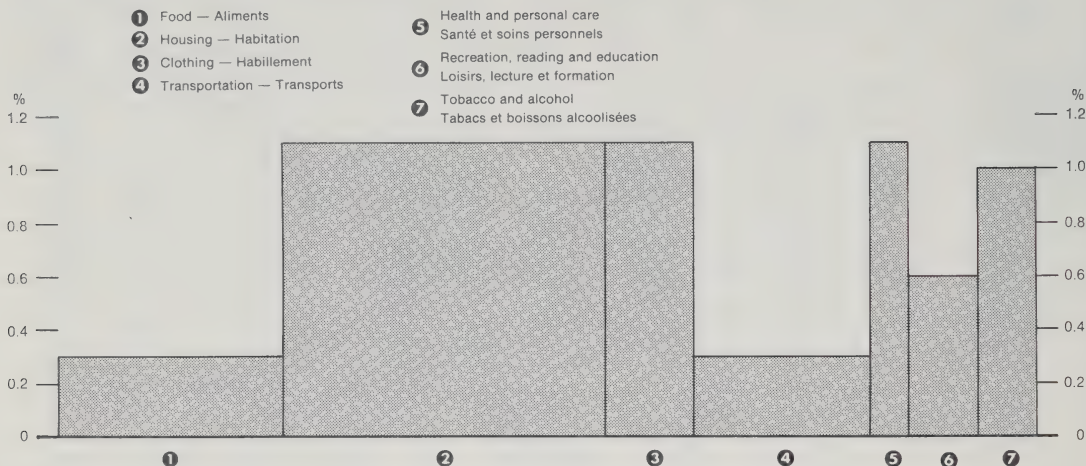 ❶ Food — Aliments
❷ Housing — Habitation
❸ Clothing — Habillement
❹ Transportation — Transports
❺ Health and personal care
Santé et soins personnels
❻ Recreation, reading and education
Loisirs, lecture et formation
❼ Tobacco and alcohol
Tabacs et boissons alcoolisées
% %
1.2 1.2
1.0 1.0
0.8 0.8
0.6 0.6
0.4 0.4
0.2 0.2
0 0
❶ ❷ ❸ ❹ ❺ ❻ ❼